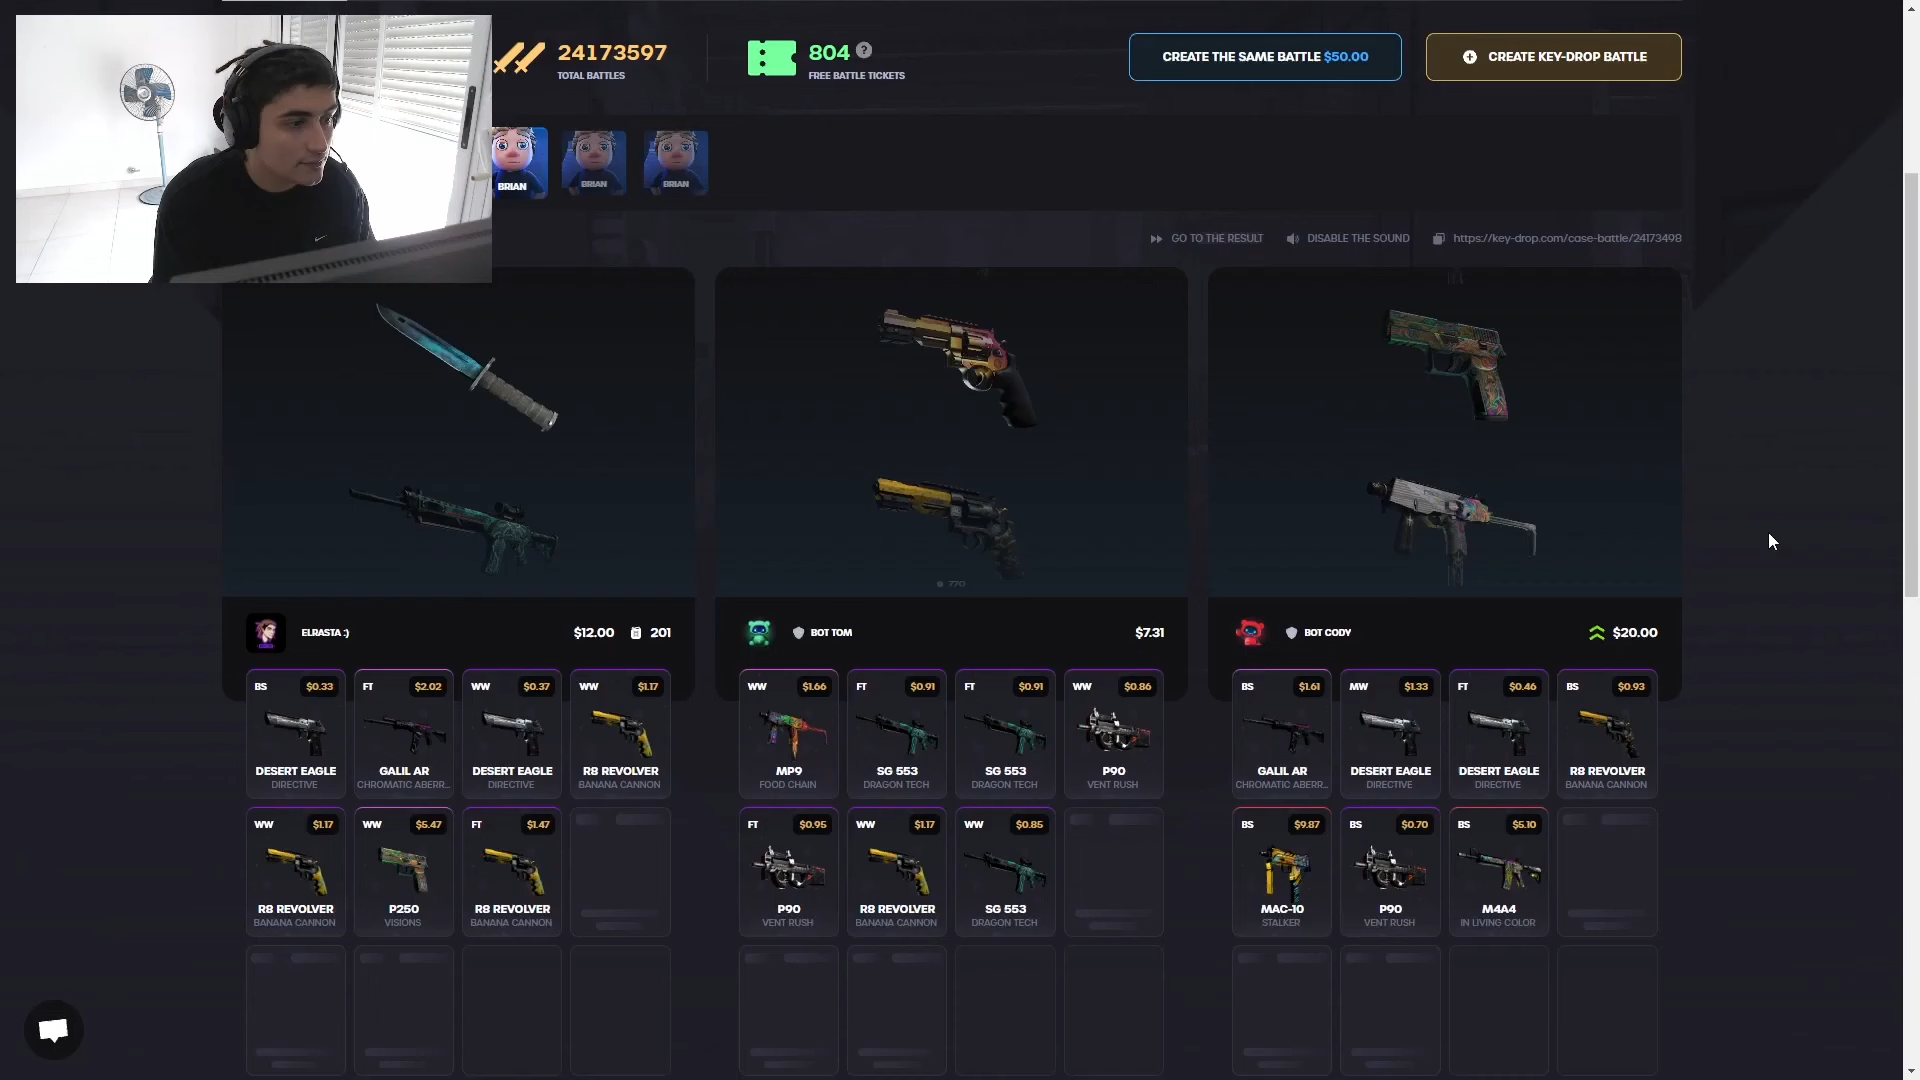 24173597
TOTAL BATTLES
804 ?
FREE BATTLE TICKETS
CREATE THE SAME BATTLE $50.00
CREATE KEY-DROP BATTLE
BRIAN
BRIAN
BRIAN
GO TO THE RESULT
DISABLE THE SOUND
https://key-drop.com/case-battle/24173498
770
ELRASTA :)
$12.00
201
BOT TOM
$7.31
BOT CODY
$20.00
BS $0.33
DESERT EAGLE
DIRECTIVE
FT $2.02
GALIL AR
CHROMATIC ABERR...
WW $0.37
DESERT EAGLE
DIRECTIVE
WW $1.17
R8 REVOLVER
BANANA CANNON
WW $1.17
R8 REVOLVER
BANANA CANNON
WW $5.47
P250
VISIONS
FT $1.47
R8 REVOLVER
BANANA CANNON
WW $1.66
MP9
FOOD CHAIN
FT $0.91
SG 553
DRAGON TECH
FT $0.91
SG 553
DRAGON TECH
WW $0.86
P90
VENT RUSH
FT $0.95
P90
VENT RUSH
WW $1.17
R8 REVOLVER
BANANA CANNON
WW $0.85
SG 553
DRAGON TECH
BS $1.61
GALIL AR
CHROMATIC ABERR...
MW $1.33
DESERT EAGLE
DIRECTIVE
FT $0.46
DESERT EAGLE
DIRECTIVE
BS $0.93
R8 REVOLVER
BANANA CANNON
BS $9.87
MAC-10
STALKER
BS $0.70
P90
VENT RUSH
BS $5.10
M4A4
IN LIVING COLOR